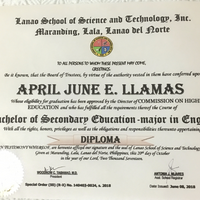 Lanao School of Science and Technology, Inc.
Maranding, Lala, Lanao del Norte
TO ALL PERSONS TO WHOM THESE PRESENT MAY COME,
GREETINGS:
Be it known, that the Board of Trustees, by virtue of the authority vested in them have conferred upon
APRIL JUNE E. LLAMAS
Whose eligibility for graduation has been approved by the Director of COMMISSION ON HIGHE
EDUCATION and who has fulfilled all the requirements thereof the Course of
Bachelor of Secondary Education-major in Eng
With all the rights, honors, privileges as well as the obligations and responsibilities thereunto appertaining
DIPLOMA
IN TESTIMONY WHEREOF, are hereunto affixed our signature and the seal of Lanao School of Science and Technology
Given at Maranding, Lala, Lanao del Norte, Philippines, this day of October
in the year of our Lord, Two Thousand Seventeen.